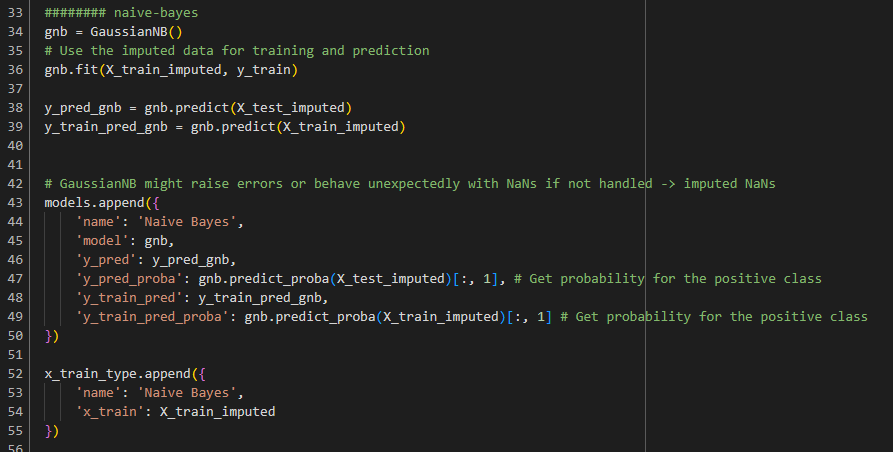 33 ######## naive-bayes
34 gnb = GaussianNB()
35 # Use the imputed data for training and prediction
36 gnb.fit(X_train_imputed, y_train)
37
38 y_pred_gnb = gnb.predict(X_test_imputed)
39 y_train_pred_gnb = gnb.predict(X_train_imputed)
40
41
42 # GaussianNB might raise errors or behave unexpectedly with NaNs if not handled -> imputed NaNs
43 models.append({
44     'name': 'Naive Bayes',
45     'model': gnb,
46     'y_pred': y_pred_gnb,
47     'y_pred_proba': gnb.predict_proba(X_test_imputed)[:, 1], # Get probability for the positive class
48     'y_train_pred': y_train_pred_gnb,
49     'y_train_pred_proba': gnb.predict_proba(X_train_imputed)[:, 1] # Get probability for the positive class
50 })
51
52 x_train_type.append({
53     'name': 'Naive Bayes',
54     'x_train': X_train_imputed
55 })
56